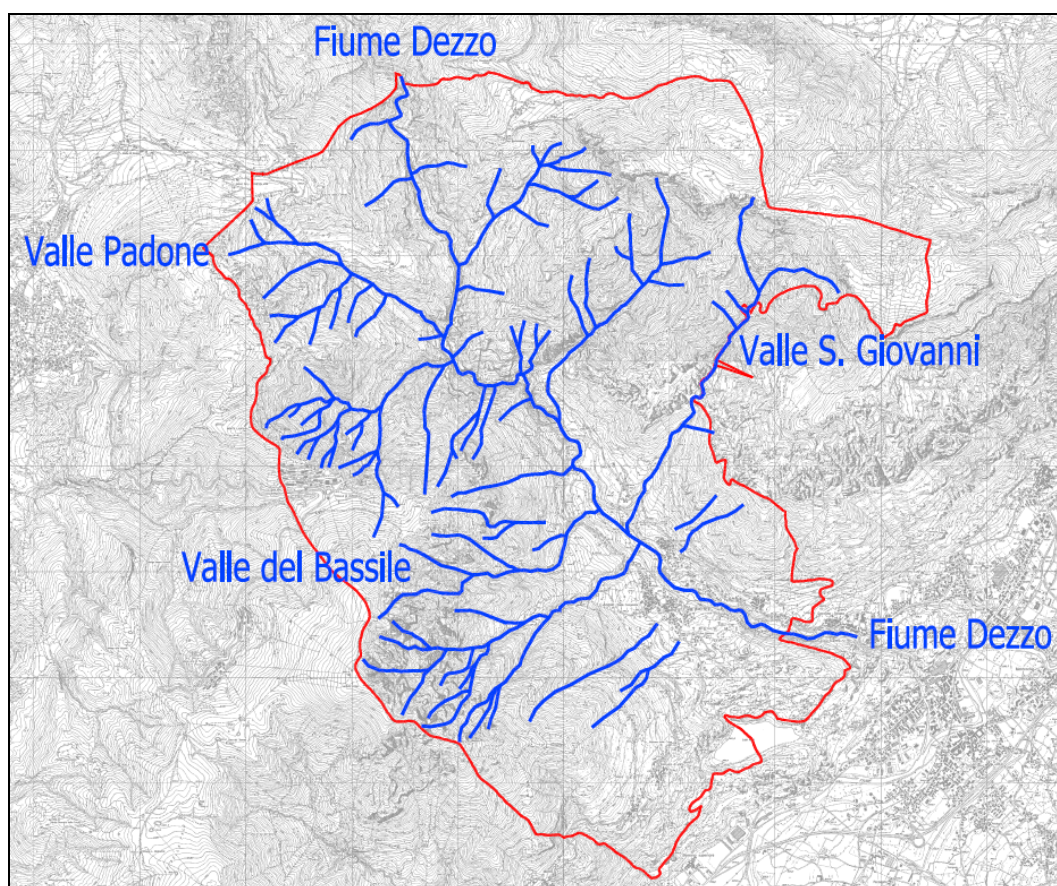 Fiume Dezzo
Valle Padone
Valle S. Giovanni
Valle del Bassile
Fiume Dezzo